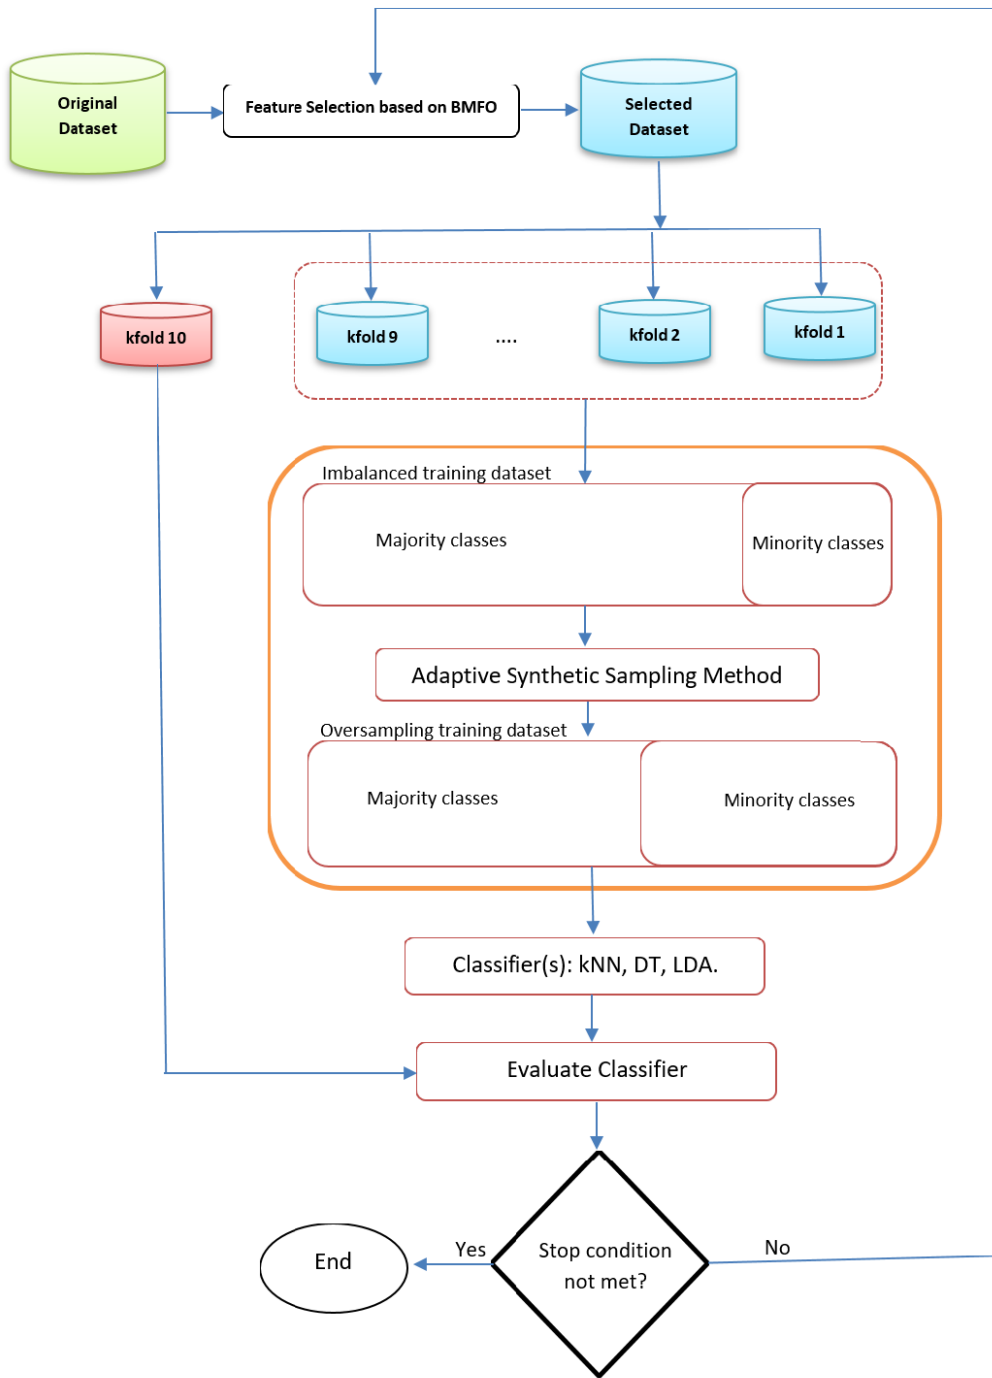 Original
Dataset
Feature Selection based on BMFO
Selected
Dataset
kfold 10
kfold 9
....
kfold 2
kfold 1
Imbalanced training dataset
Majority classes
Minority classes
Adaptive Synthetic Sampling Method
Oversampling training dataset
Majority classes
Minority classes
Classifier(s): kNN, DT, LDA.
Evaluate Classifier
Stop condition
not met?
Yes
No
End